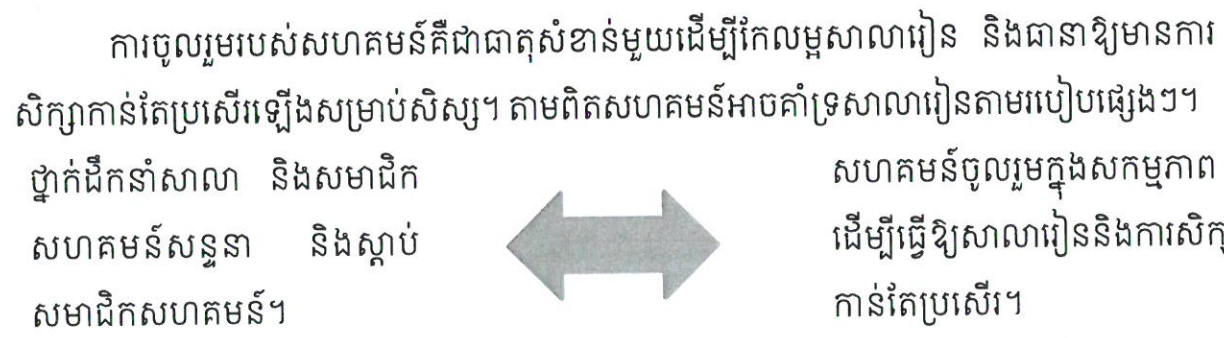 ការចូលរួមរបស់សហគមន៍គឺជាធាតុសំខាន់មួយដើម្បីកែលម្អសាលារៀន និងធានាឱ្យមានការ
សិក្សាកាន់តែប្រសើរឡើងសម្រាប់សិស្ស។ តាមពិតសហគមន៍អាចគាំទ្រសាលារៀនតាមរបៀបផ្សេងៗ។
ថ្នាក់ដឹកនាំសាលា និងសមាជិក
សហគមន៍សន្ទនា និងស្តាប់
សមាជិកសហគមន៍។
សហគមន៍ចូលរួមក្នុងសកម្មភាព
ដើម្បីធ្វើឱ្យសាលារៀននិងការ
កាន់តែប្រសើរ។